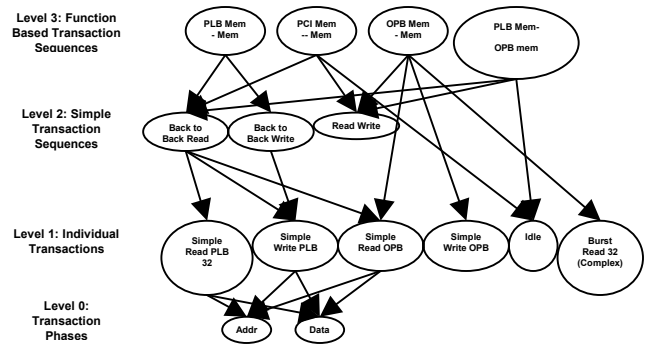 Level 3: Function
Based Transaction
Sequences
PLB Mem
- Mem
PCI Mem
-- Mem
OPB Mem
- Mem
PLB Mem-
OPB mem
Level 2: Simple
Transaction
Sequences
Back to
Back Read
Back to
Back Write
Read Write
Level 1: Individual
Transactions
Simple
Read PLB
32
Simple
Write PLB
Simple
Read OPB
Simple
Write OPB
Idle
Burst
Read 32
(Complex)
Level 0:
Transaction
Phases
Addr
Data